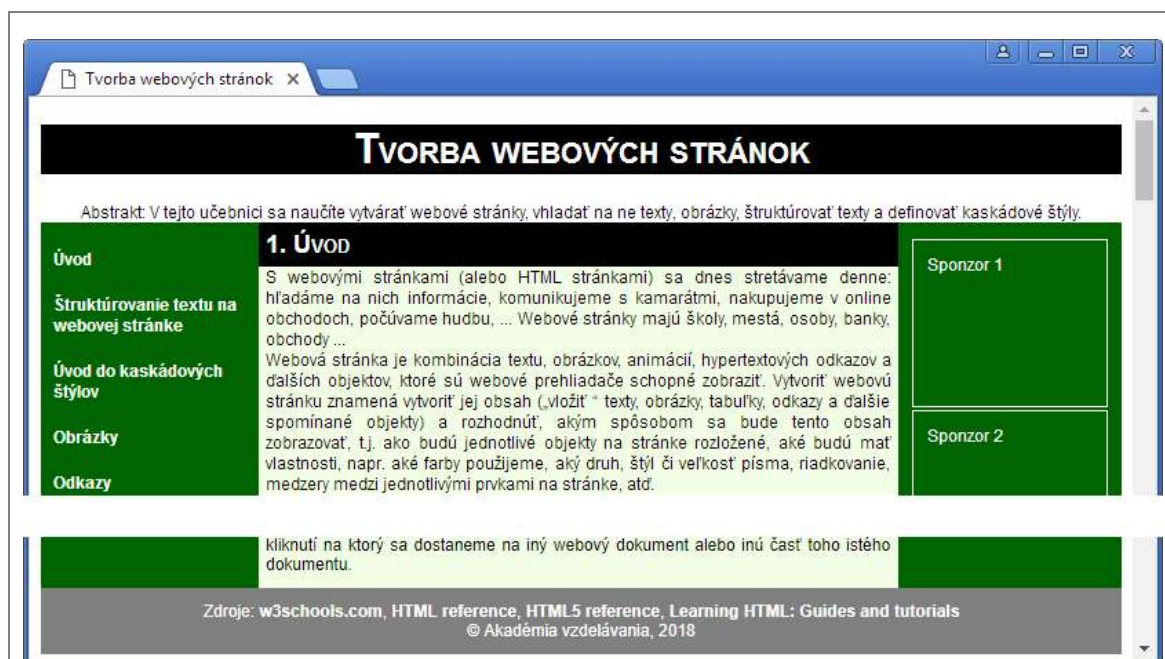 Tvorba webových stránok
TVORBA WEBOVÝCH STRÁNOK
Abstrakt: V tejto učebnici sa naučíte vytvárať webové stránky, vhladať na ne texty, obrázky, štruktúrovať texty a definovať kaskádové štýly.
Úvod
Štruktúrovanie textu na
webovej stránke
Úvod do kaskádových
štýlov
Obrázky
Odkazy
1. ÚVOD
S webovými stránkami (alebo HTML stránkami) sa dnes stretávame denne:
hľadáme na nich informácie, komunikujeme s kamarátmi, nakupujeme v online
obchodoch, počúvame hudbu, ... Webové stránky majú školy, mestá, osoby, banky,
obchody ...
Webová stránka je kombinácia textu, obrázkov, animácií, hypertextových odkazov a
ďalších objektov, ktoré sú webové prehliadače schopné zobraziť. Vytvoriť webovú
stránku znamená vytvoriť jej obsah („vložiť “ texty, obrázky, tabuľky, odkazy a ďalšie
spomínané objekty) a rozhodnúť, akým spôsobom sa bude tento obsah
zobrazovať, t.j. ako budú jednotlivé objekty na stránke rozložené, aké budú mať
vlastnosti, napr. aké farby použijeme, aký druh, štýl či veľkosť písma, riadkovanie,
medzery medzi jednotlivými prvkami na stránke, atď.
kliknutí na ktorý sa dostaneme na iný webový dokument alebo inú časť toho istého
dokumentu.
Sponzor 1
Sponzor 2
Zdroje: w3schools.com, HTML reference, HTML5 reference, Learning HTML: Guides and tutorials
© Akadémia vzdelávania, 2018